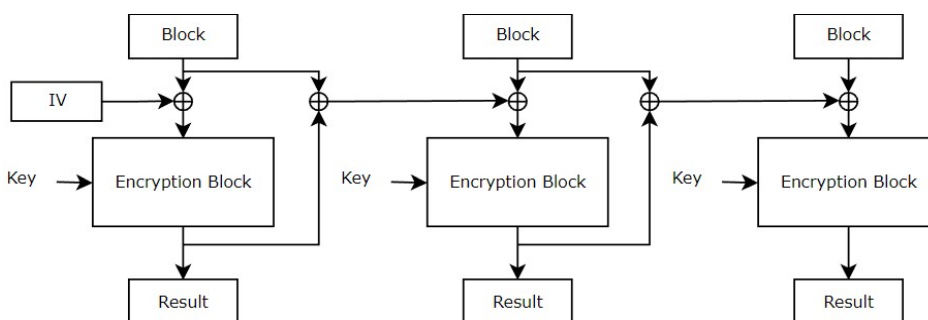 Block
Block
Block
IV
Key
Encryption Block
Key
Encryption Block
Key
Encryption Block
Result
Result
Result